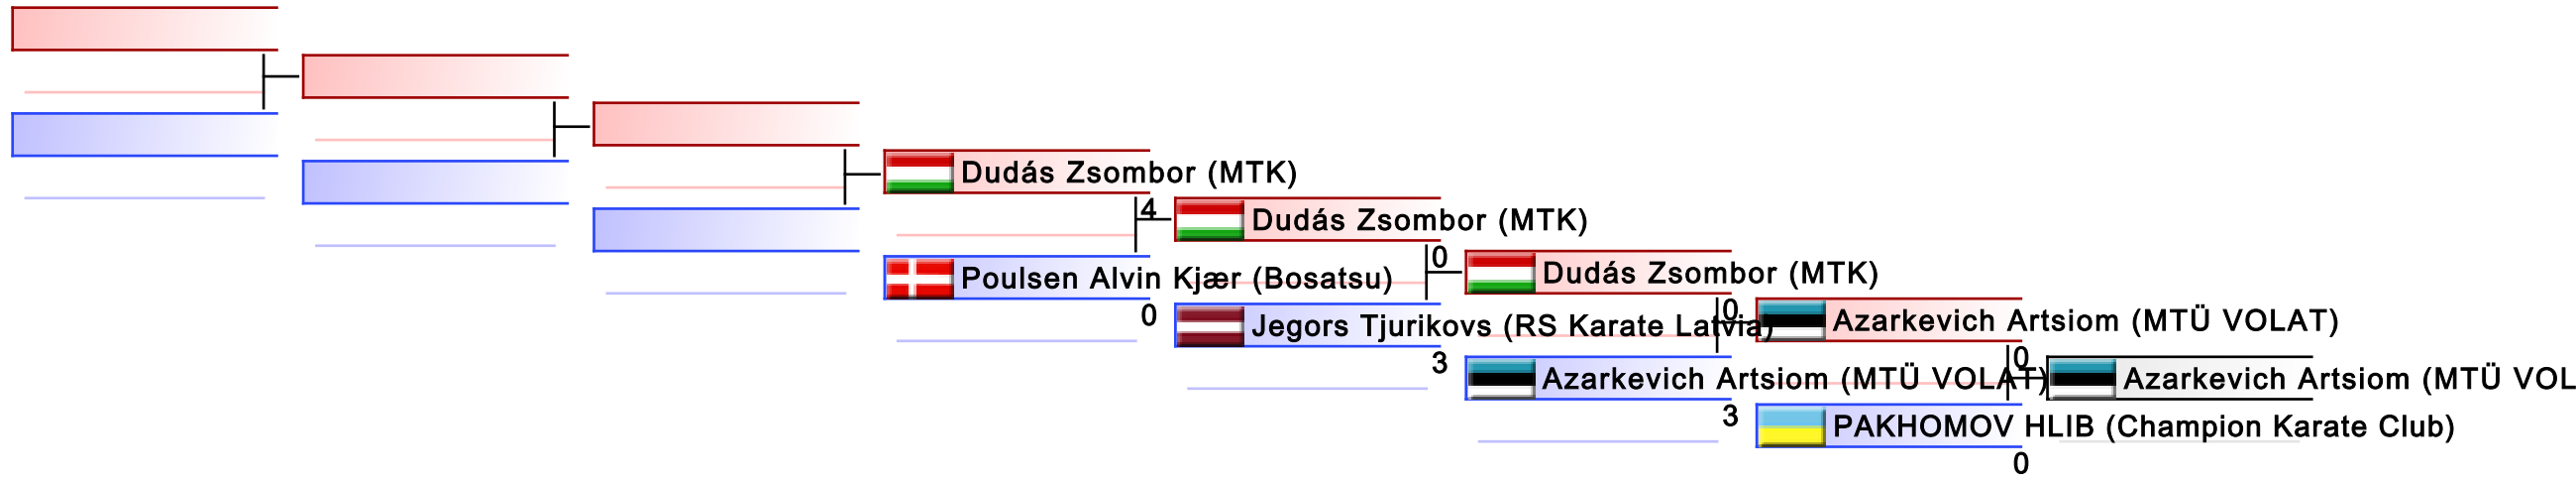 Dudás Zsombor (MTK)
4
Dudás Zsombor (MTK)
Poulsen Alvin Kjær (Bosatsu)
0
0
Dudás Zsombor (MTK)
Jegors Tjurikovs (RS Karate Latvia)
3
0
Azarkevich Artsiom (MTÜ VOLAT)
Azarkevich Artsiom (MTÜ VOLAT)
3
0
Azarkevich Artsiom (MTÜ VOL
PAKHOMOV HLIB (Champion Karate Club)
0